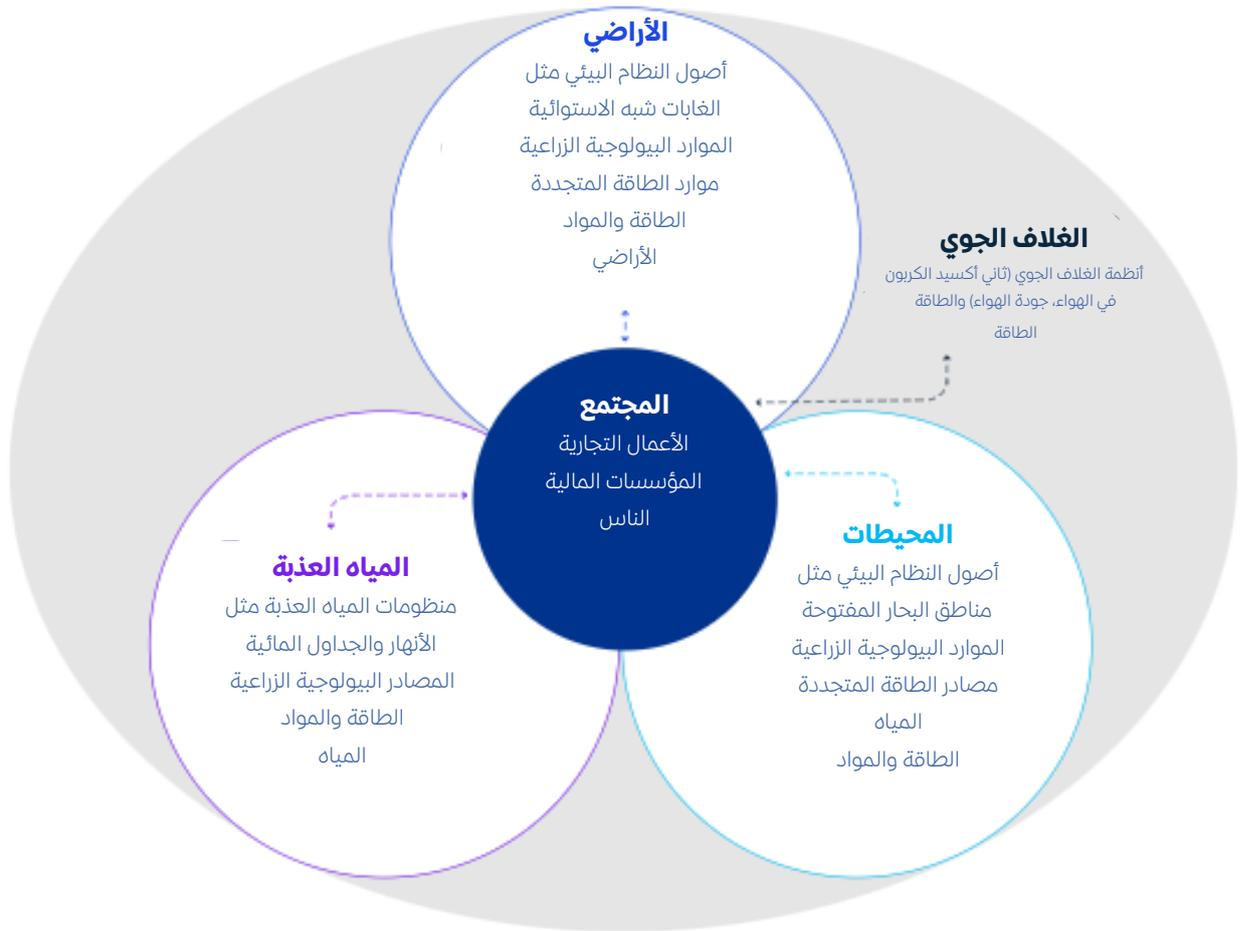 الأراضي
أصول النظام البيئي مثل
الغابات شبه الاستوائية
الموارد البيولوجية الزراعية
موارد الطاقة المتجددة
الطاقة والمواد
الأراضي
الغلاف الجوي
أنظمة الغلاف الجوي (ثاني أكسيد الكربون
في الهواء، جودة الهواء) والطاقة
الطاقة
المجتمع
الأعمال التجارية
المؤسسات المالية
الناس
المحيطات
أصول النظام البيئي مثل
مناطق البحار المفتوحة
الموارد البيولوجية الزراعية
مصادر الطاقة المتجددة
المياه
الطاقة والمواد
المياه العذبة
منظومات المياه العذبة مثل
الأنهار والجداول المائية
المصادر البيولوجية الزراعية
الطاقة والمواد
المياه